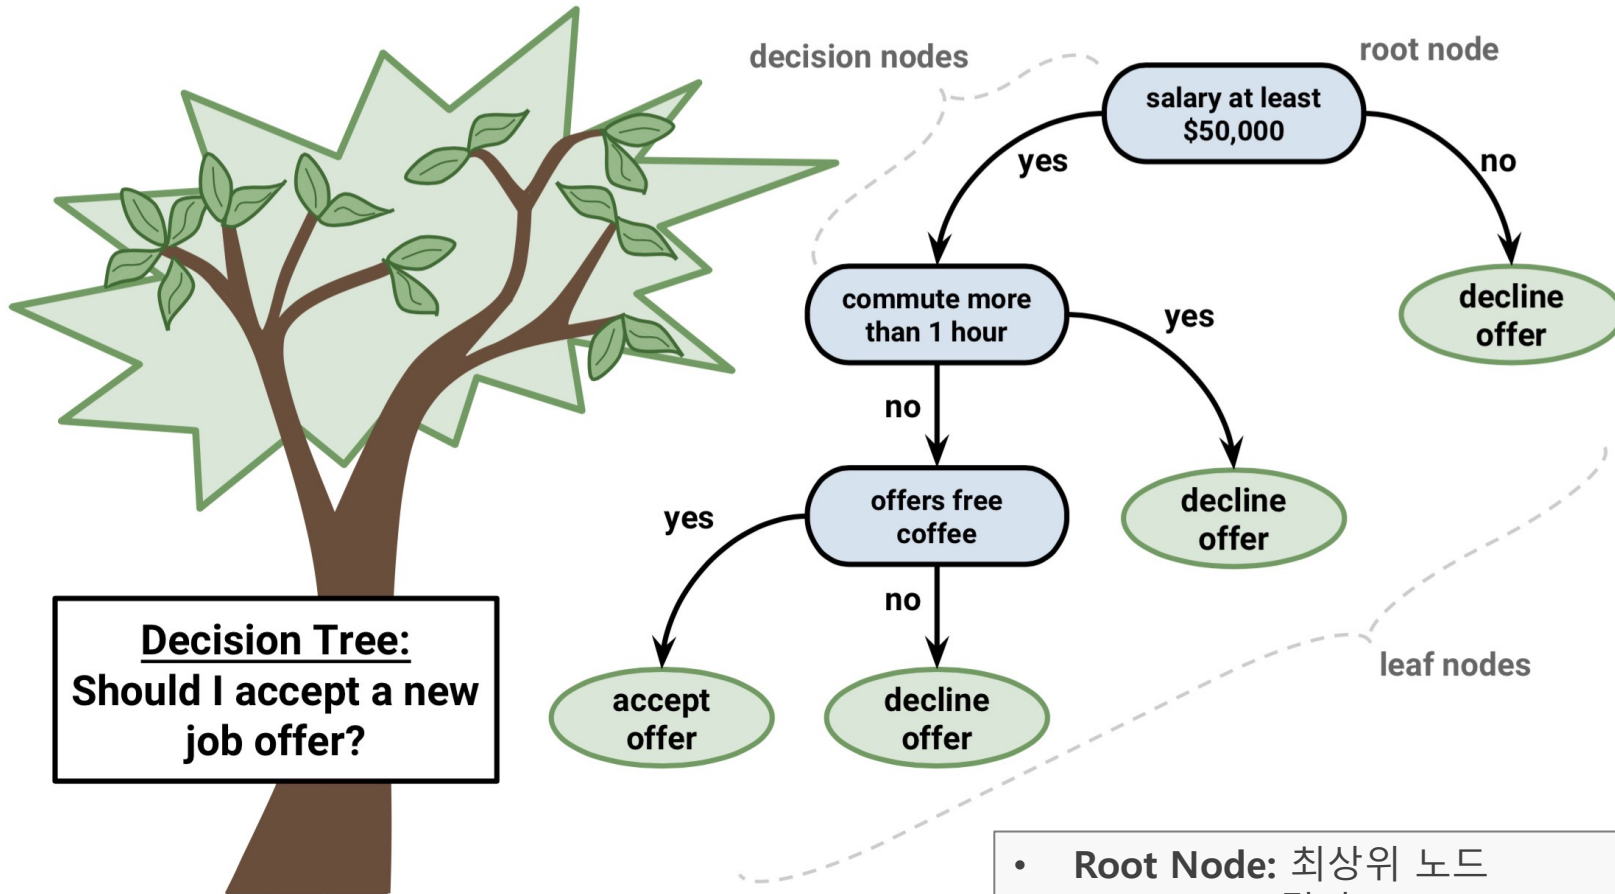 decision nodes
root node
salary at least
$50,000
yes
no
commute more
than 1 hour
yes
decline
offer
no
offers free
coffee
decline
offer
yes
no
Decision Tree:
Should I accept a new
job offer?
accept
offer
decline
offer
leaf nodes
• Root Node: 최상위 노드